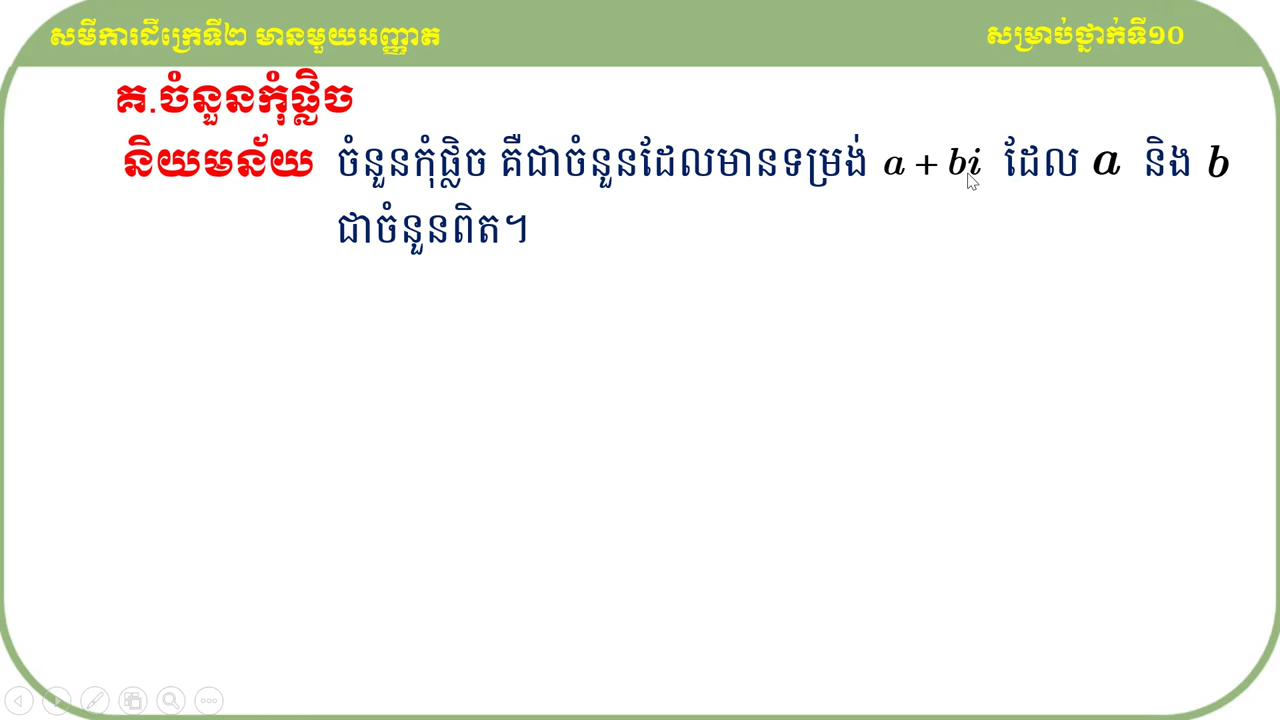 សមីការដឺក្រេទី២ មានមួយអញ្ញាត
សម្រាប់ថ្នាក់ទី១០
គ.ចំនួនកុំផ្លិច
និយមន័យ ចំនួនកុំផ្លិច គឺជាចំនួនដែលមានទម្រង់ a + bi ដែល a និង b
ជាចំនួនពិត។